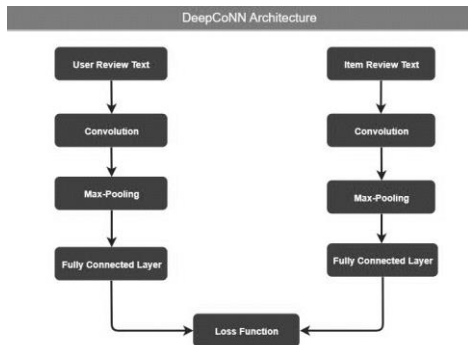 DeepCoNN Architecture
User Review Text
Item Review Text
Convolution
Convolution
Max-Pooling
Max-Pooling
Fully Connected Layer
Fully Connected Layer
Loss Function